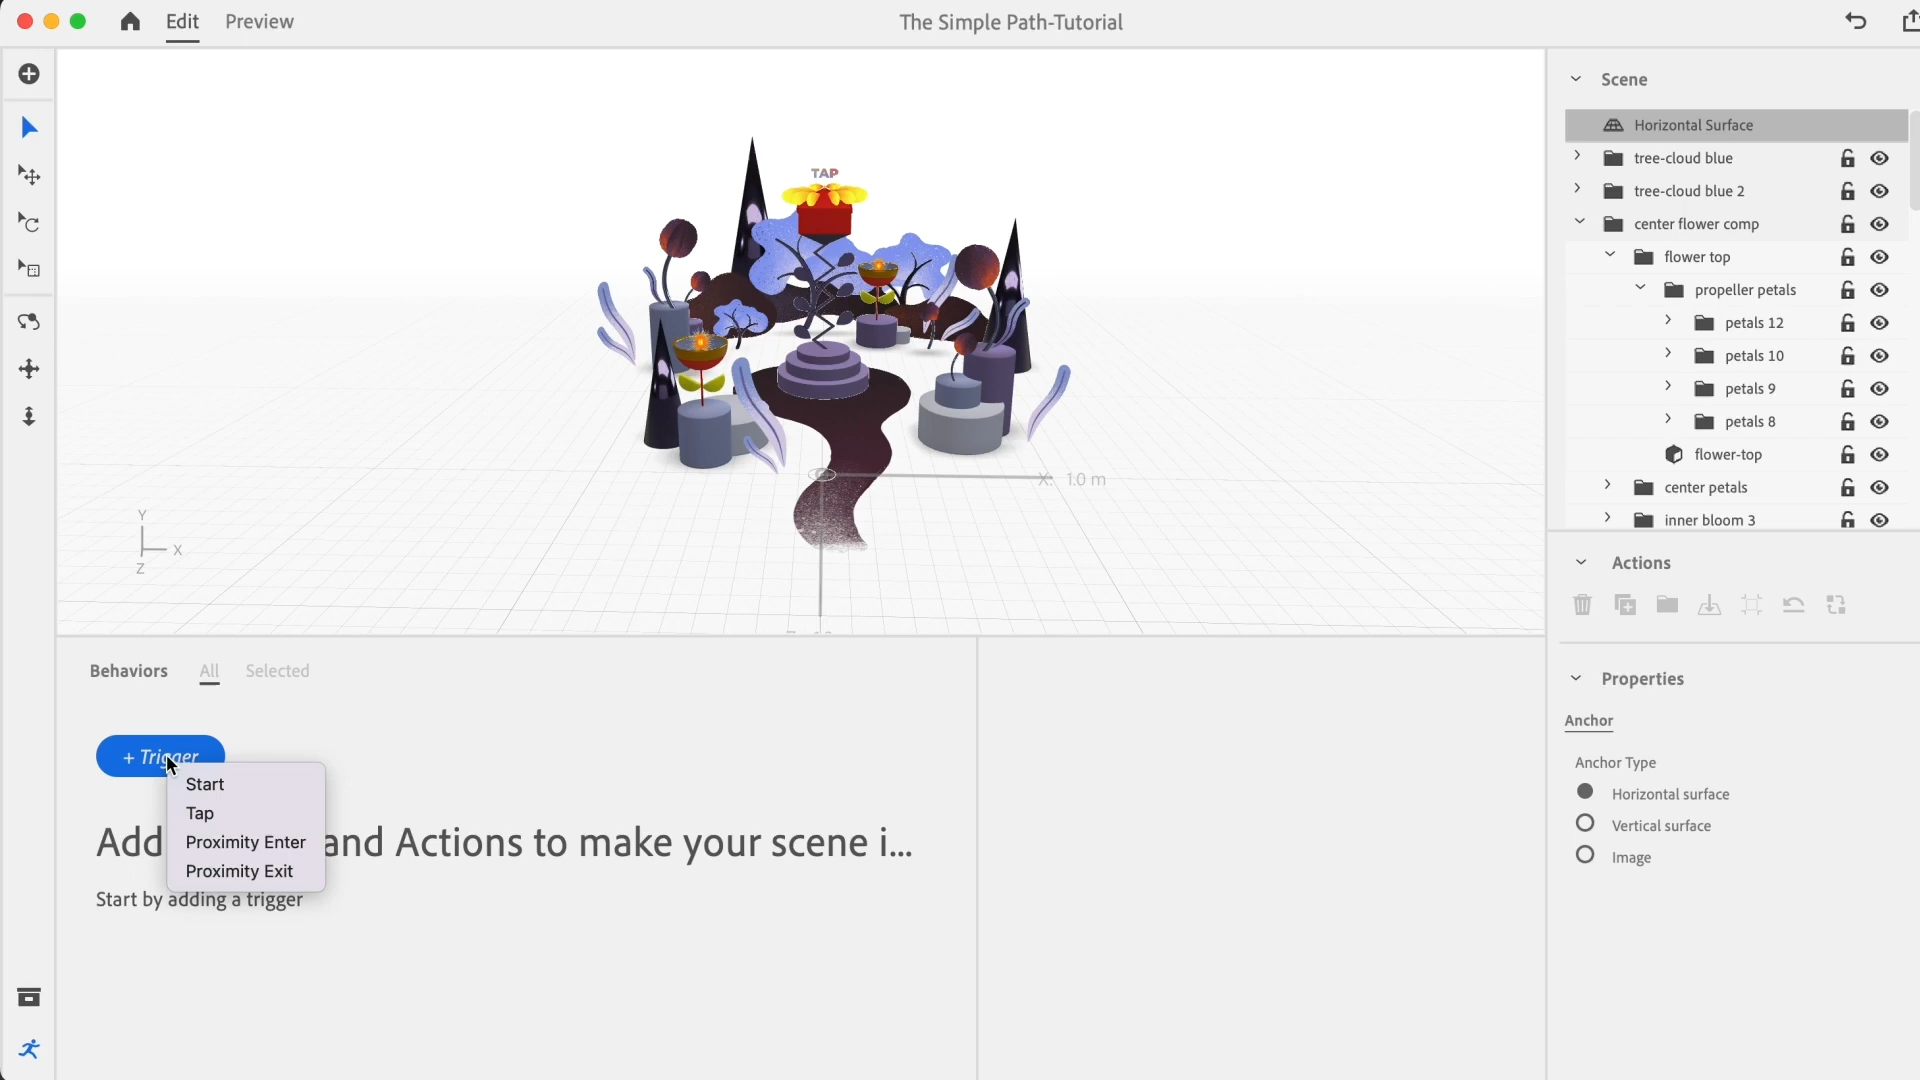 Edit Preview The Simple Path-Tutorial
TAP
X: 1.0 m
Y
X
Z
Scene
Horizontal Surface
tree-cloud blue
tree-cloud blue 2
center flower comp
flower top
propeller petals
petals 12
petals 10
petals 9
petals 8
flower-top
center petals
inner bloom 3
Actions
Properties
Anchor
Anchor Type
Horizontal surface
Vertical surface
Image
Behaviors All Selected
+ Trigger
Start
Tap
Proximity Enter
Proximity Exit
Add and Actions to make your scene i...
Start by adding a trigger